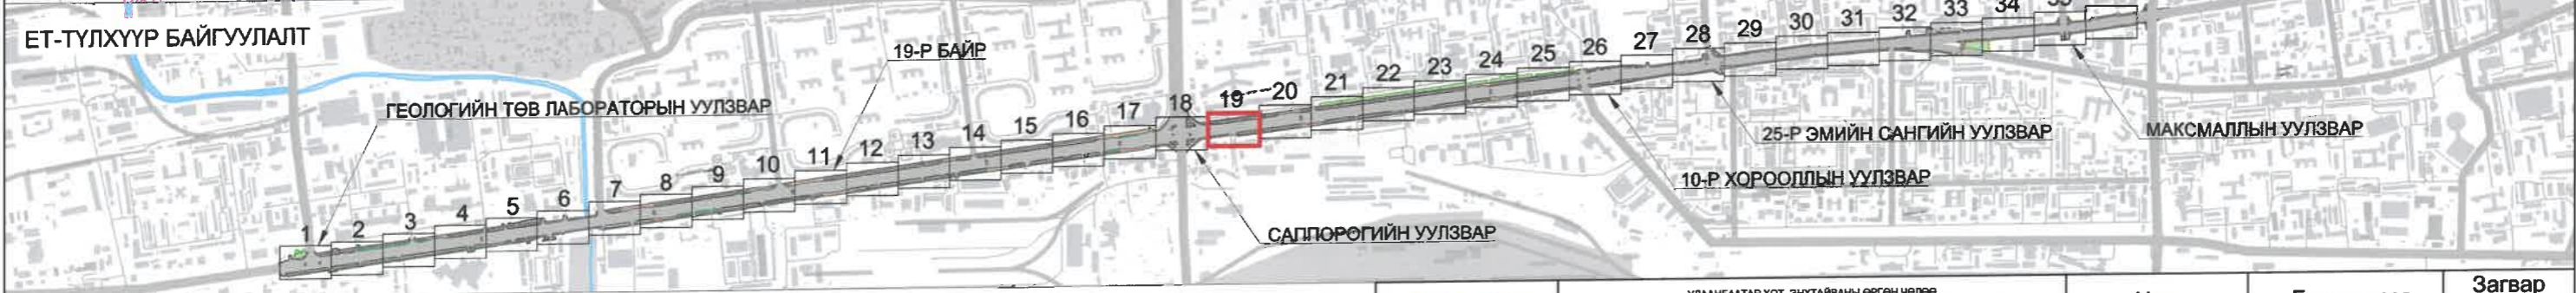 ЕТ-ТҮЛХҮҮР БАЙГУУЛАЛТ
19-Р БАЙР
ГЕОЛОГИЙН ТӨВ ЛАБОРАТОРЫН УУЛЗВАР
1 2 3 4 5 6 7 8 9 10 11 12 13 14 15 16 17 18 19 20 21 22 23 24 25 26 27 28 29 30 31 32 33 34
25-Р ЭМИЙН САНГИЙН УУЛЗВАР
МАКСМАЛЛЫН УУЛЗВАР
10-Р ХОРООЛЛЫН УУЛЗВАР
САППОРОГИЙН УУЛЗВАР
Загвар